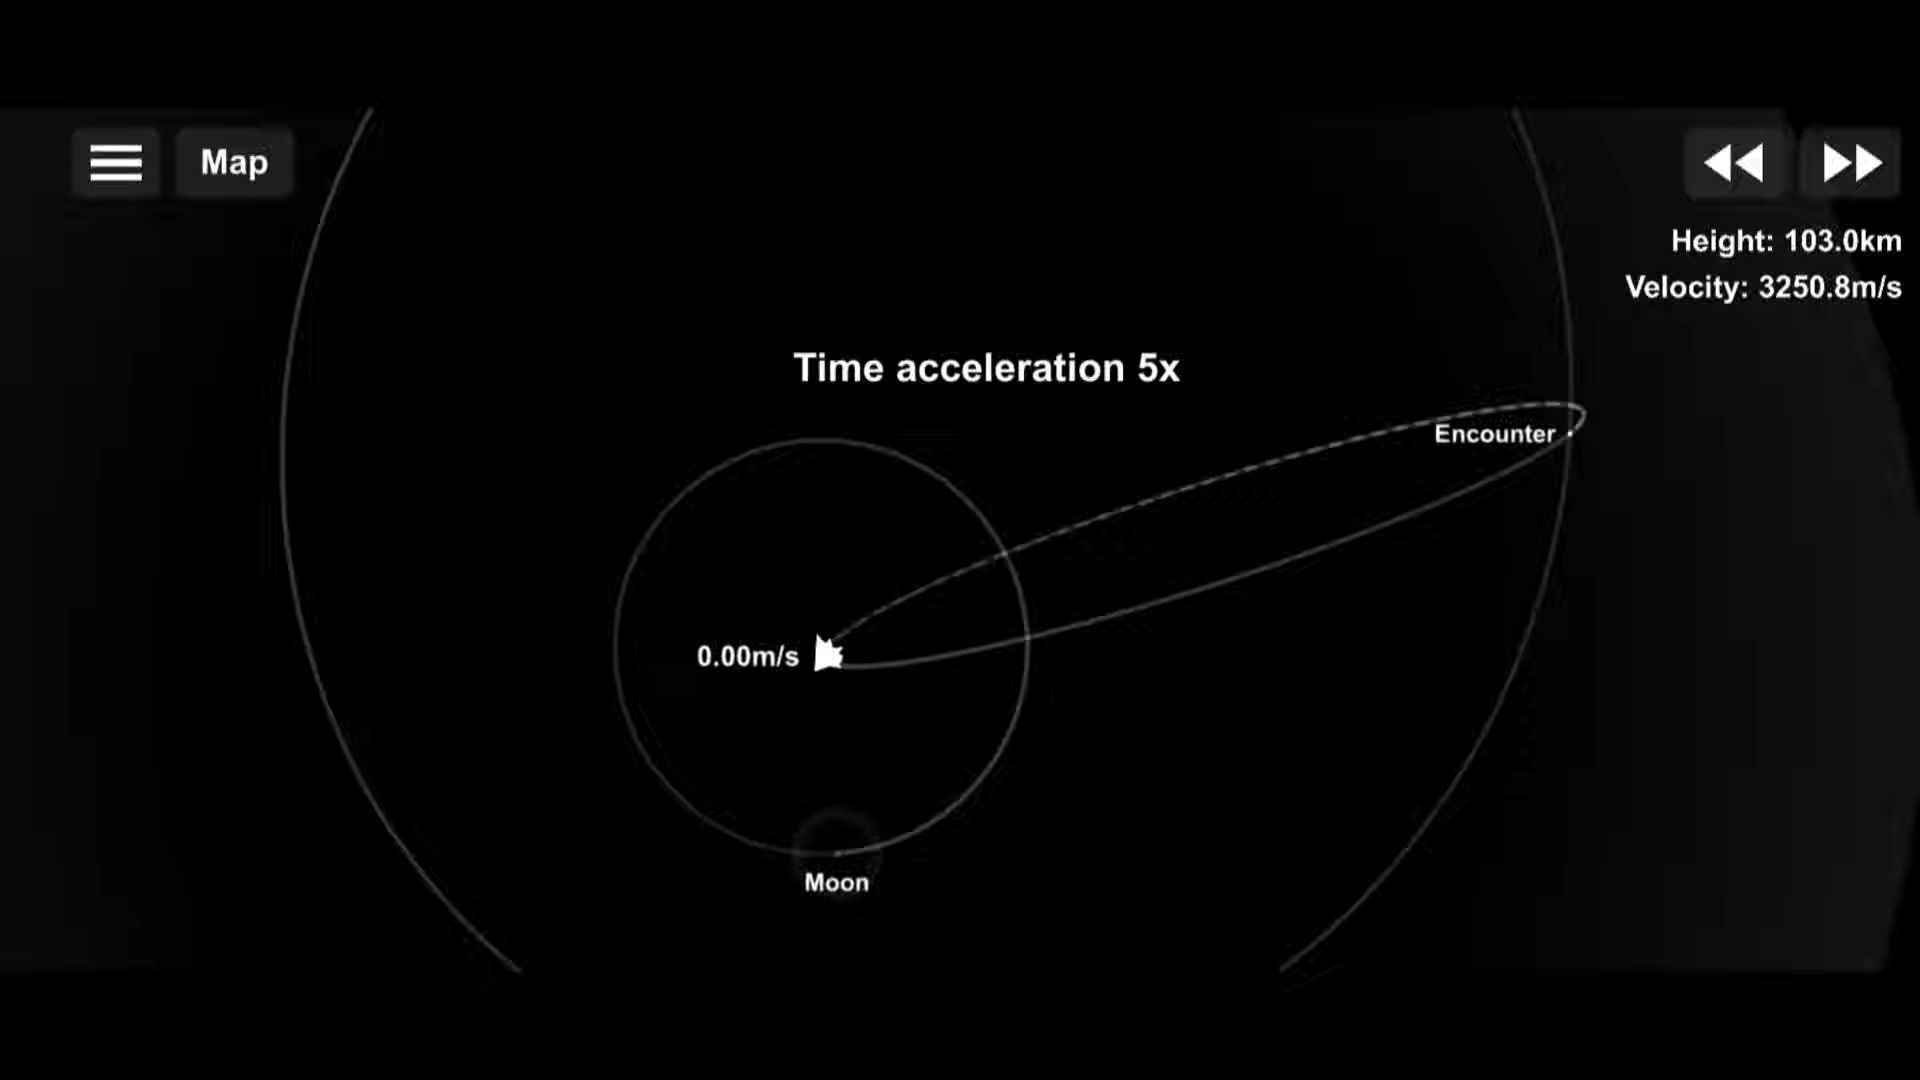 Map
Height: 103.0km
Velocity: 3250.8m/s
Time acceleration 5x
Encounter
0.00m/s
Moon